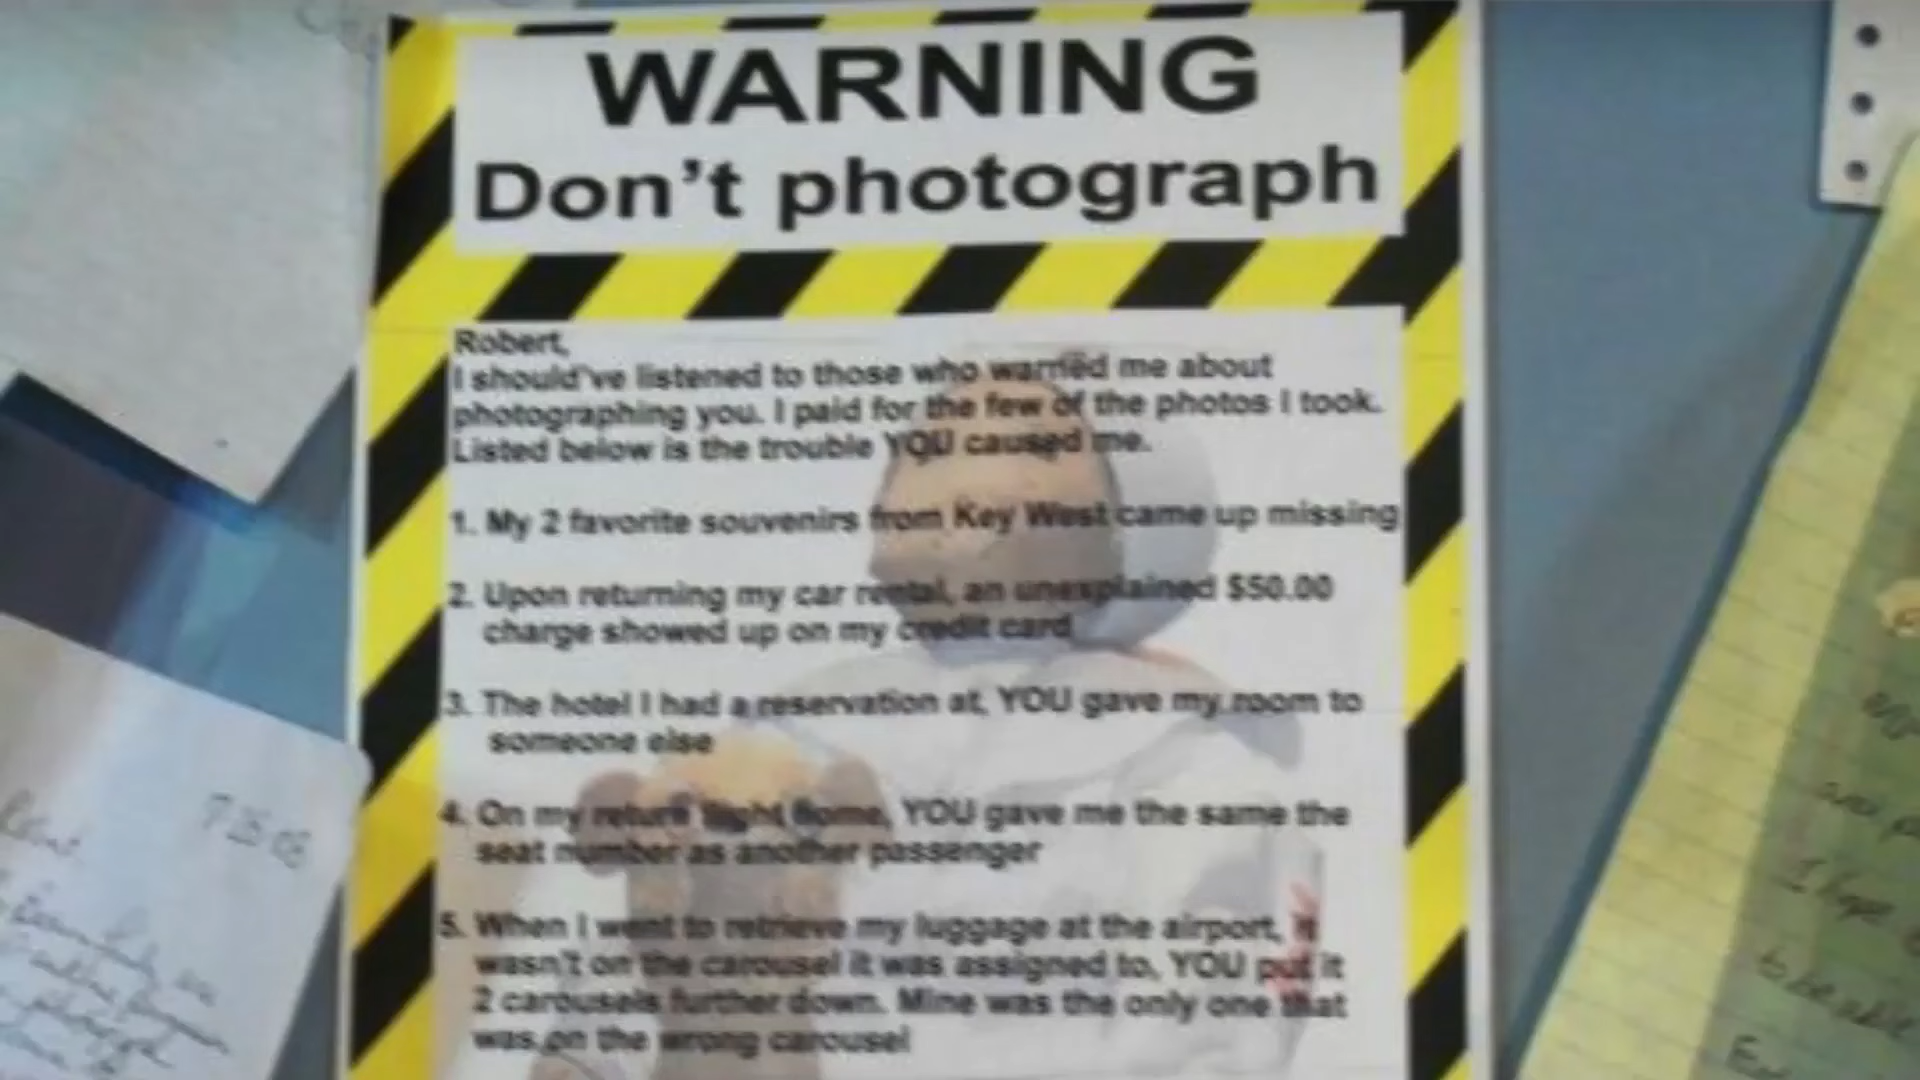 WARNING
Don't photograph
Robert,
I should've listened to those who warned me about
photographing you. I paid for the few of the photos I took.
Listed below is the trouble YOU caused me.
1. My 2 favorite souvenirs from Key West came up missing
2. Upon returning my car rental, an unexplained $50.00
charge showed up on my credit card
3. The hotel I had a reservation at, YOU gave my room to
someone else
4. On my return flight home, YOU gave me the same the
seat number as another passenger
5. When I went to retrieve my luggage at the airport, it
wasn't on the carousel it was assigned to, YOU put it
2 carousels further down. Mine was the only one that
was on the wrong carousel
I hope
to be able